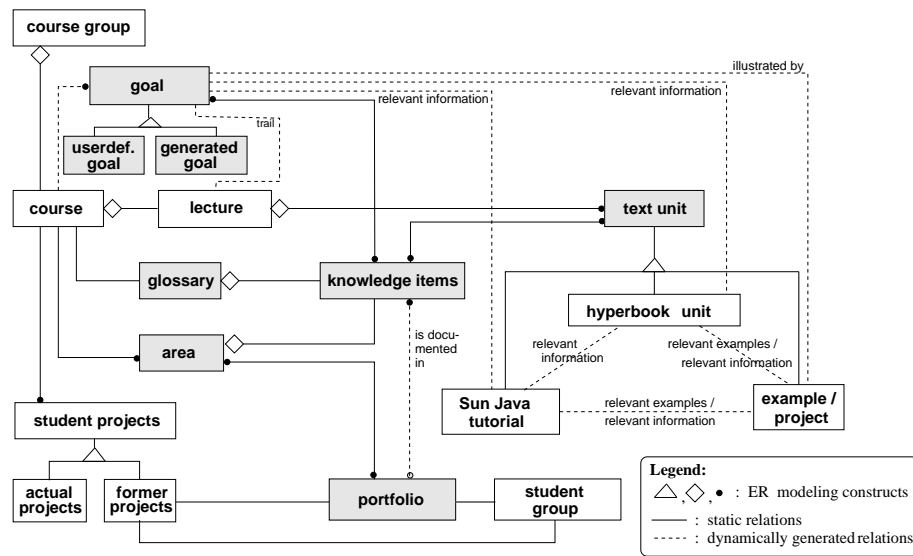 course group
illustrated by
goal
relevant information
relevant information
trail
userdef.
goal
generated
goal
course
lecture
text unit
glossary
knowledge items
hyperbook unit
is docu-
mented
in
relevant
information
relevant examples /
relevant information
area
Sun Java
tutorial
relevant examples /
relevant information
example /
project
student projects
actual
projects
former
projects
portfolio
student
group
Legend:
, , : ER modeling constructs
: static relations
: dynamically generated relations